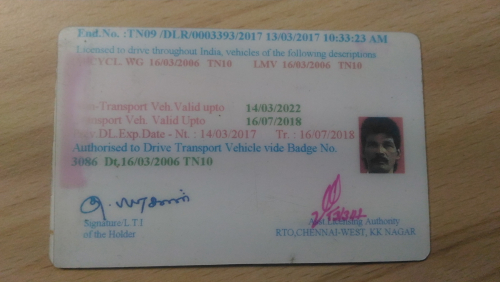 End.No. :TN09 /DLR/0003393/2017 13/03/2017 10:33:23 AM
Licensed to drive throughout India, vehicles of the following descriptions
WG 16/03/2006 TN10 LMV 16/03/2006 TN10
Transport Veh. Valid upto 14/03/2022
Veh. Valid Upto 16/07/2018
DL.Exp.Date - Nt. : 14/03/2017 Tr. : 16/07/2018
Authorised to Drive Transport Vehicle vide Badge No.
3086 Dt,16/03/2006 TN10
Signature/L.T.I
of the Holder
Authority
RTO,CHENNAI-WEST, KK NAGAR